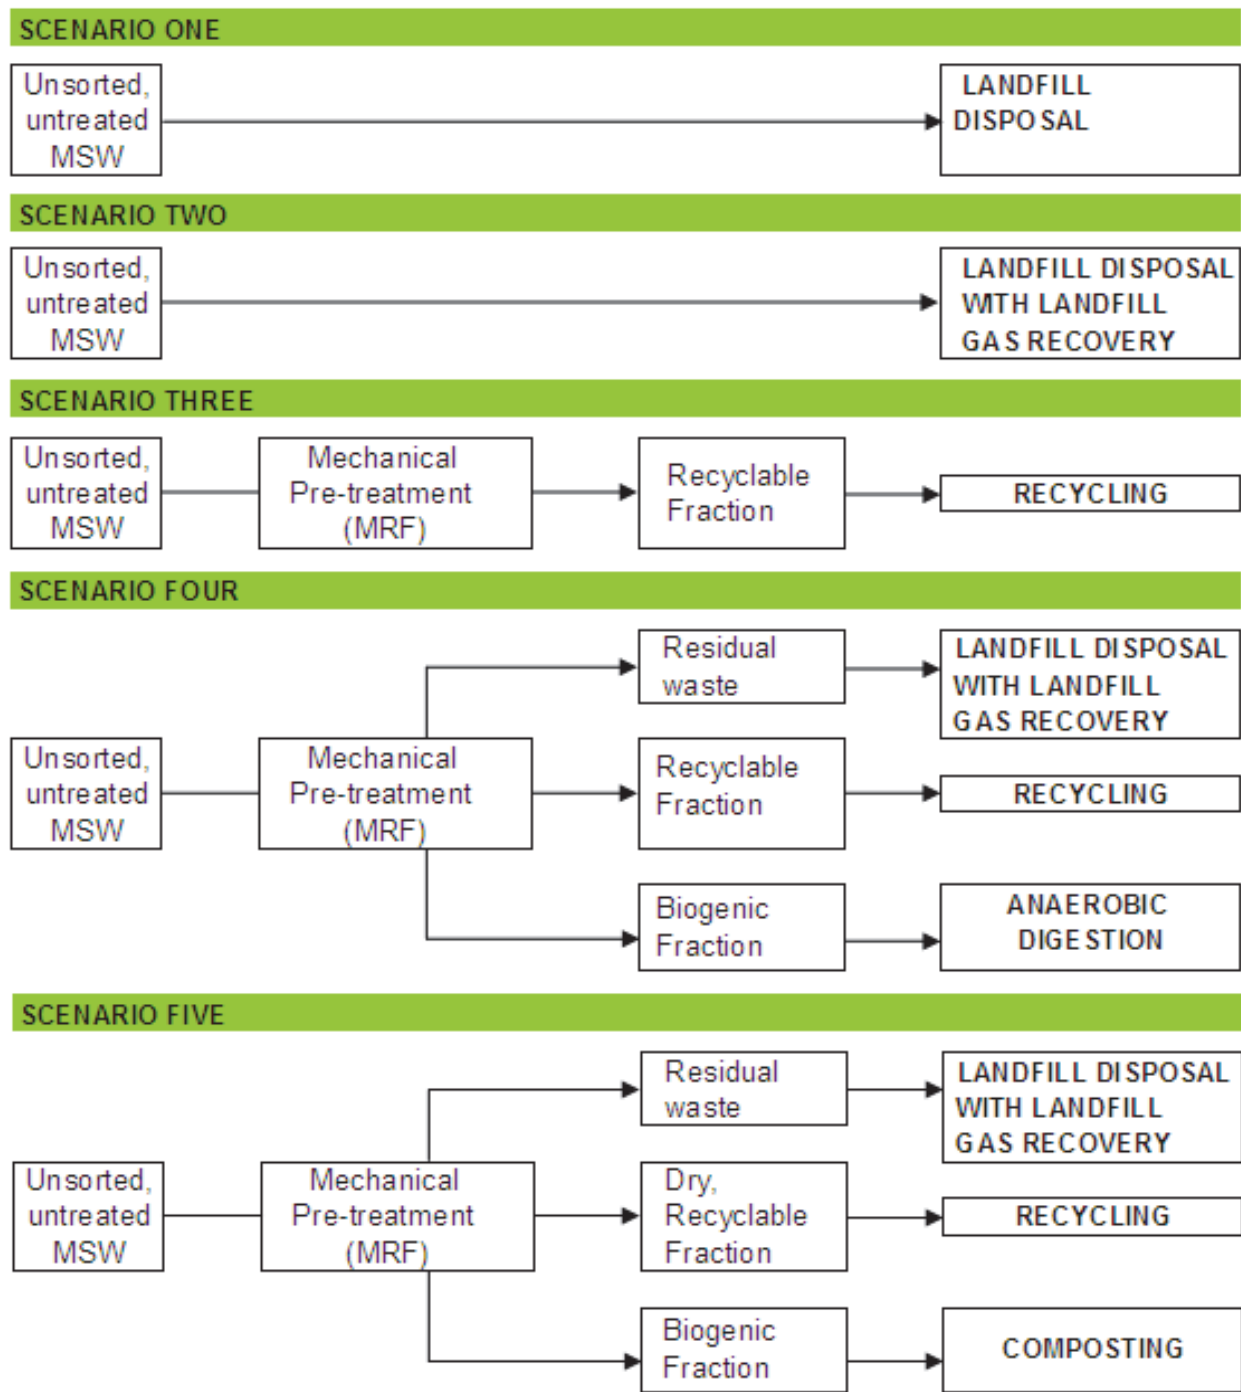 SCENARIO ONE
Unsorted,
untreated
MSW
LANDFILL
DISPOSAL
SCENARIO TWO
Unsorted,
untreated
MSW
LANDFILL DISPOSAL
WITH LANDFILL
GAS RECOVERY
SCENARIO THREE
Unsorted,
untreated
MSW
Mechanical
Pre-treatment
(MRF)
Recyclable
Fraction
RECYCLING
SCENARIO FOUR
Unsorted,
untreated
MSW
Mechanical
Pre-treatment
(MRF)
Residual
waste
LANDFILL DISPOSAL
WITH LANDFILL
GAS RECOVERY
Recyclable
Fraction
RECYCLING
Biogenic
Fraction
ANAEROBIC
DIGESTION
SCENARIO FIVE
Unsorted,
untreated
MSW
Mechanical
Pre-treatment
(MRF)
Residual
waste
LANDFILL DISPOSAL
WITH LANDFILL
GAS RECOVERY
Dry,
Recyclable
Fraction
RECYCLING
Biogenic
Fraction
COMPOSTING